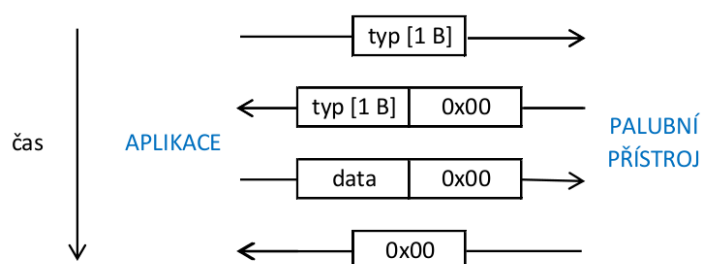 typ [1 B]
typ [1 B] 0x00
čas
APLIKACE
PALUBNÍ
PŘÍSTROJ
data 0x00
0x00